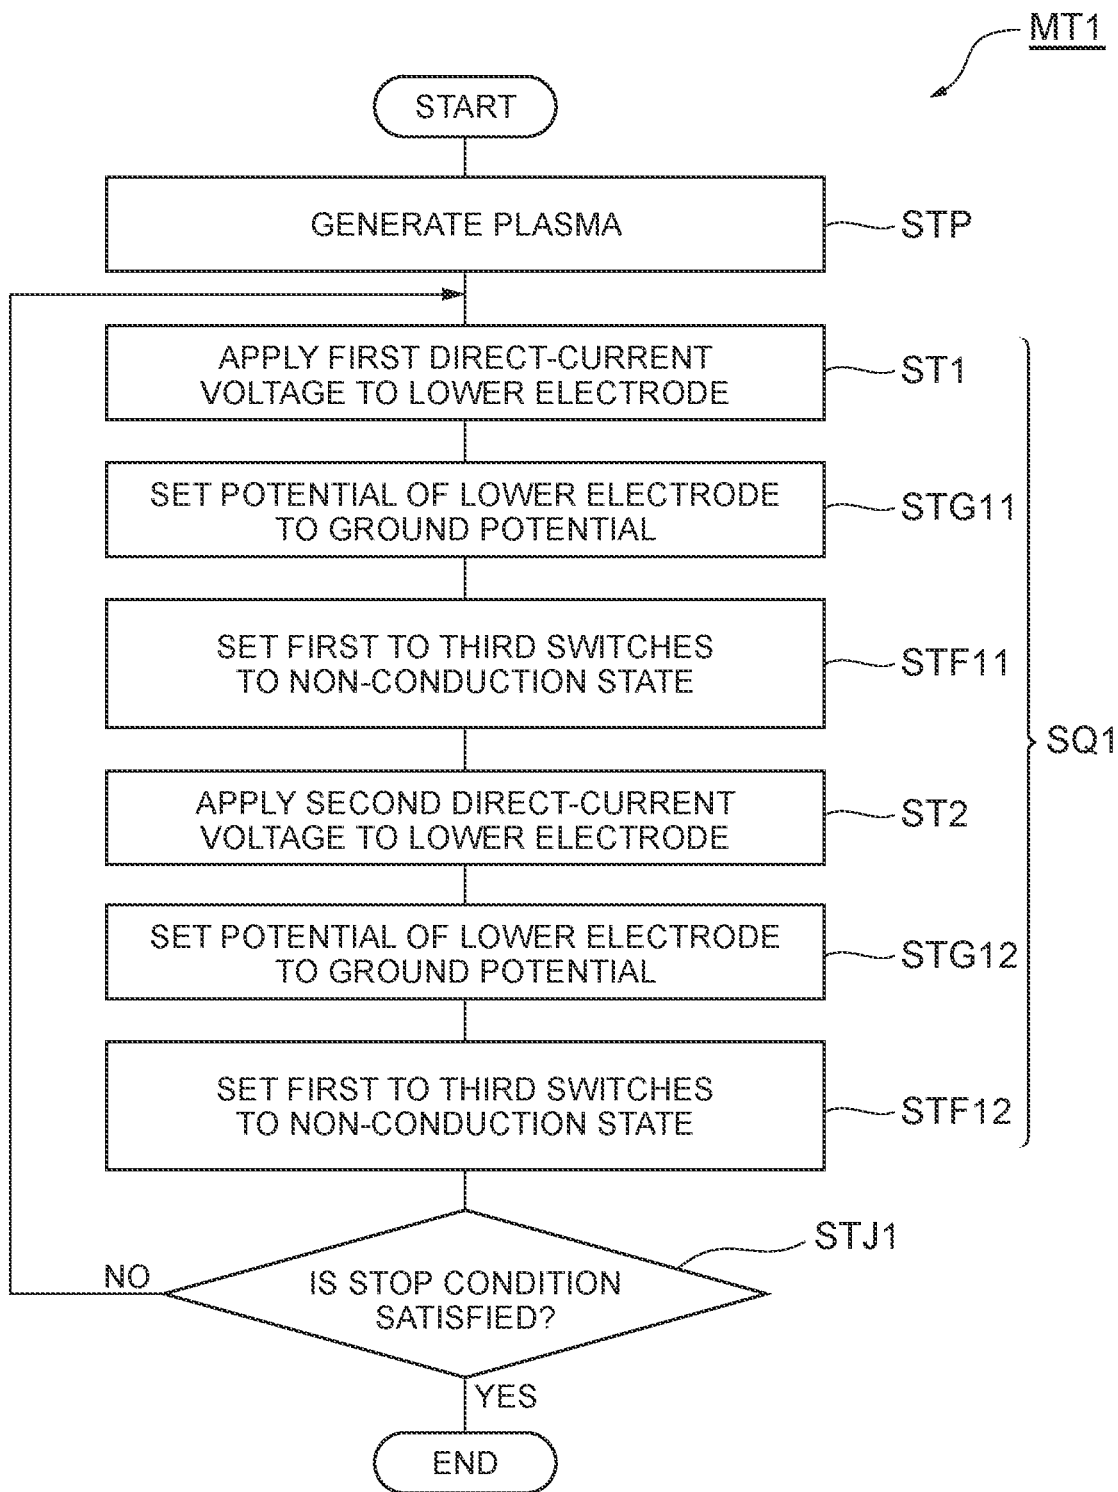 MT1
START
GENERATE PLASMA
STP
APPLY FIRST DIRECT-CURRENT
VOLTAGE TO LOWER ELECTRODE
ST1
SET POTENTIAL OF LOWER ELECTRODE
TO GROUND POTENTIAL
STG11
SET FIRST TO THIRD SWITCHES
TO NON-CONDUCTION STATE
STF11
SQ1
APPLY SECOND DIRECT-CURRENT
VOLTAGE TO LOWER ELECTRODE
ST2
SET POTENTIAL OF LOWER ELECTRODE
TO GROUND POTENTIAL
STG12
SET FIRST TO THIRD SWITCHES
TO NON-CONDUCTION STATE
STF12
STJ1
NO
IS STOP CONDITION
SATISFIED?
YES
END